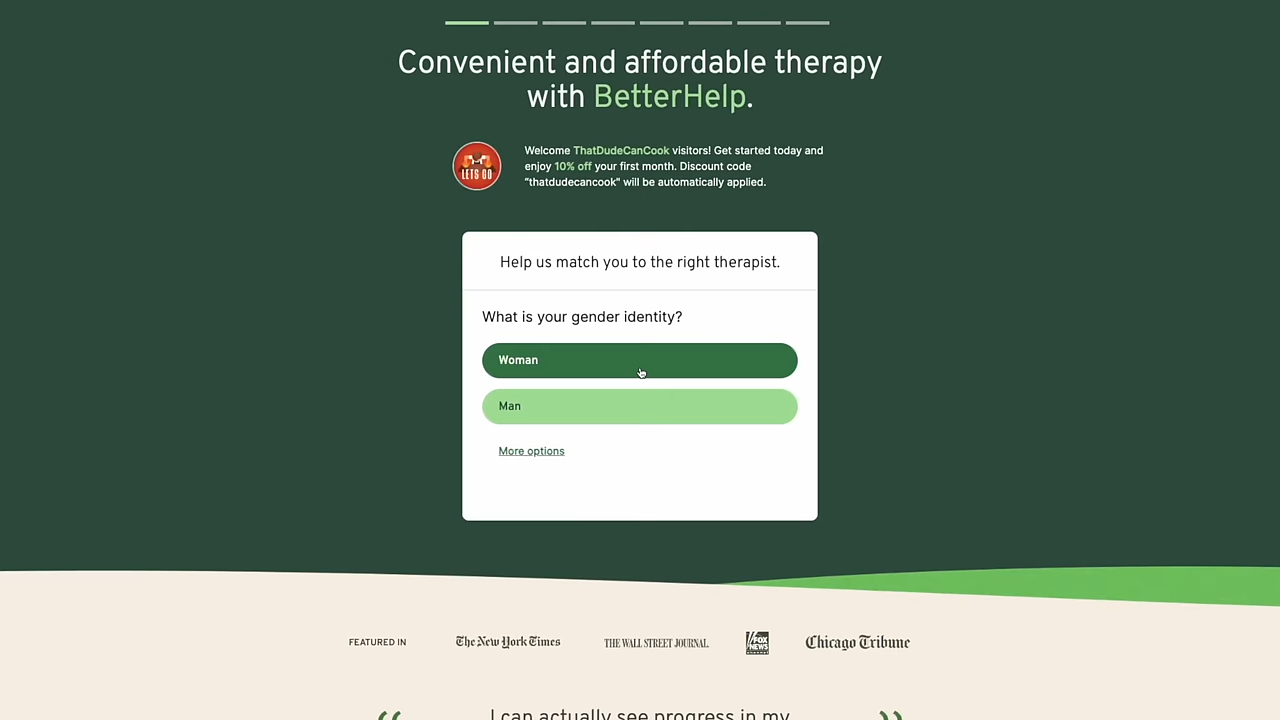 Convenient and affordable therapy
with BetterHelp.
LETS GO
Welcome ThatDudeCanCook visitors! Get started today and
enjoy 10% off your first month. Discount code
“thatdudecancook” will be automatically applied.
Help us match you to the right therapist.
What is your gender identity?
Woman
Man
More options
FEATURED IN
The New York Times
THE WALL STREET JOURNAL
FOX
NEWS
Chicago Tribune
“ I can actually see progress in my ”